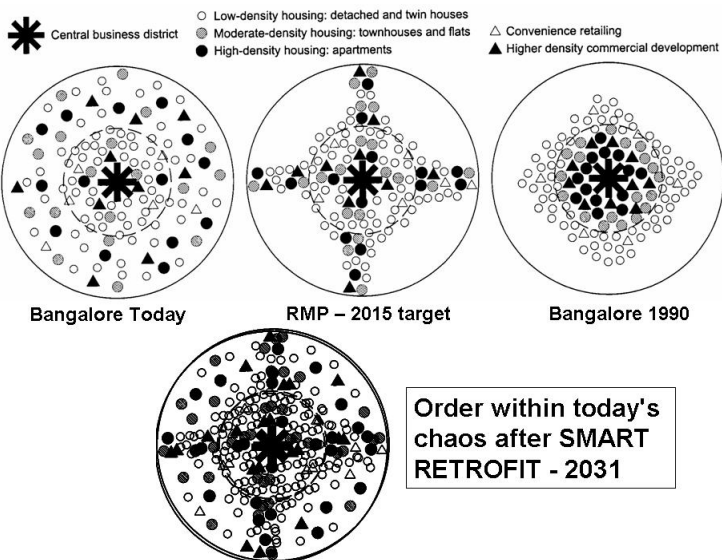 Central business district
Low-density housing: detached and twin houses
Moderate-density housing: townhouses and flats
High-density housing: apartments
Convenience retailing
Higher density commercial development
Bangalore Today
RMP – 2015 target
Bangalore 1990
Order within today's
chaos after SMART
RETROFIT - 2031